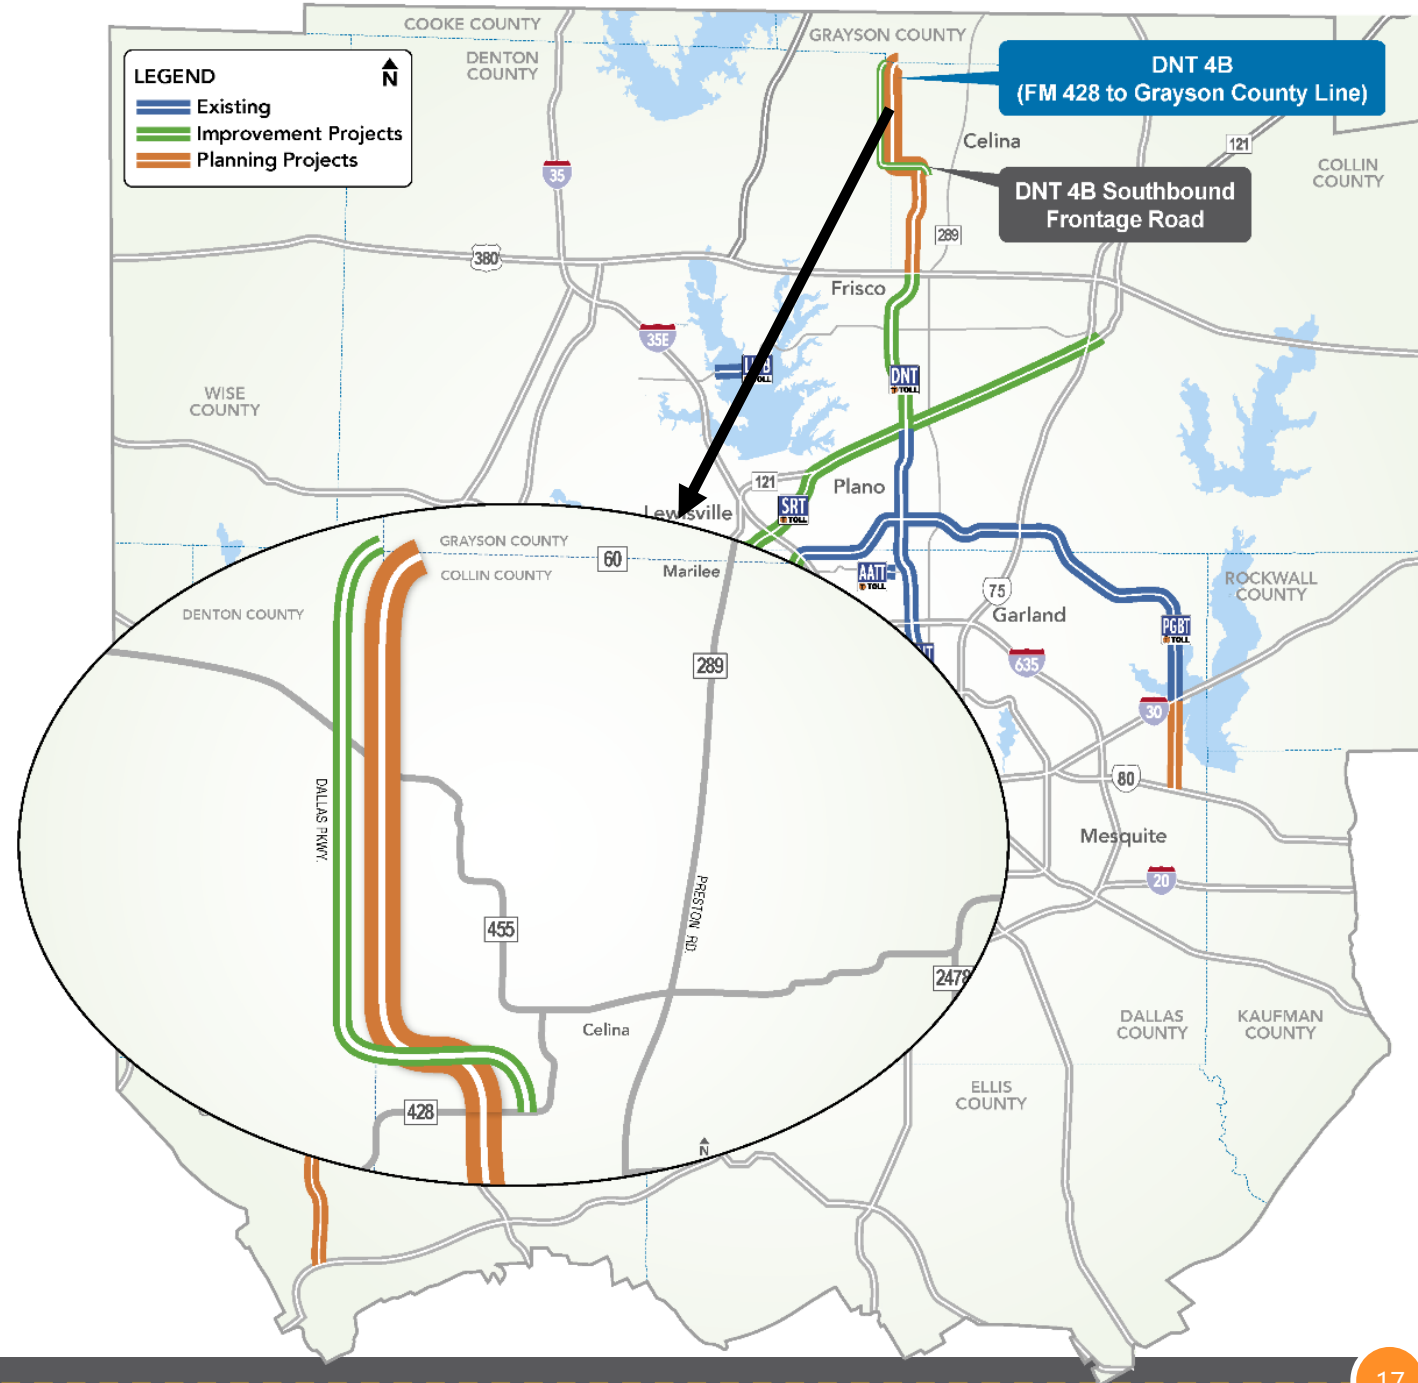 COOKE COUNTY
GRAYSON COUNTY
DENTON
COUNTY
LEGEND
N
Existing
Improvement Projects
Planning Projects
DNT 4B
(FM 428 to Grayson County Line)
Celina
121
COLLIN
COUNTY
35
DNT 4B Southbound
Frontage Road
289
380
Frisco
35E
TOLL
DNT
TOLL
WISE
COUNTY
121
Plano
SRT
TOLL
Lewisville
GRAYSON COUNTY
60
Marilee
COLLIN COUNTY
AATT
TOLL
75
ROCKWALL
COUNTY
DENTON COUNTY
Garland
PGBT
TOLL
289
635
30
DALLAS PKWY.
80
Mesquite
20
PRESTON RD.
455
2478
Celina
DALLAS
COUNTY
KAUFMAN
COUNTY
ELLIS
COUNTY
428
N
17